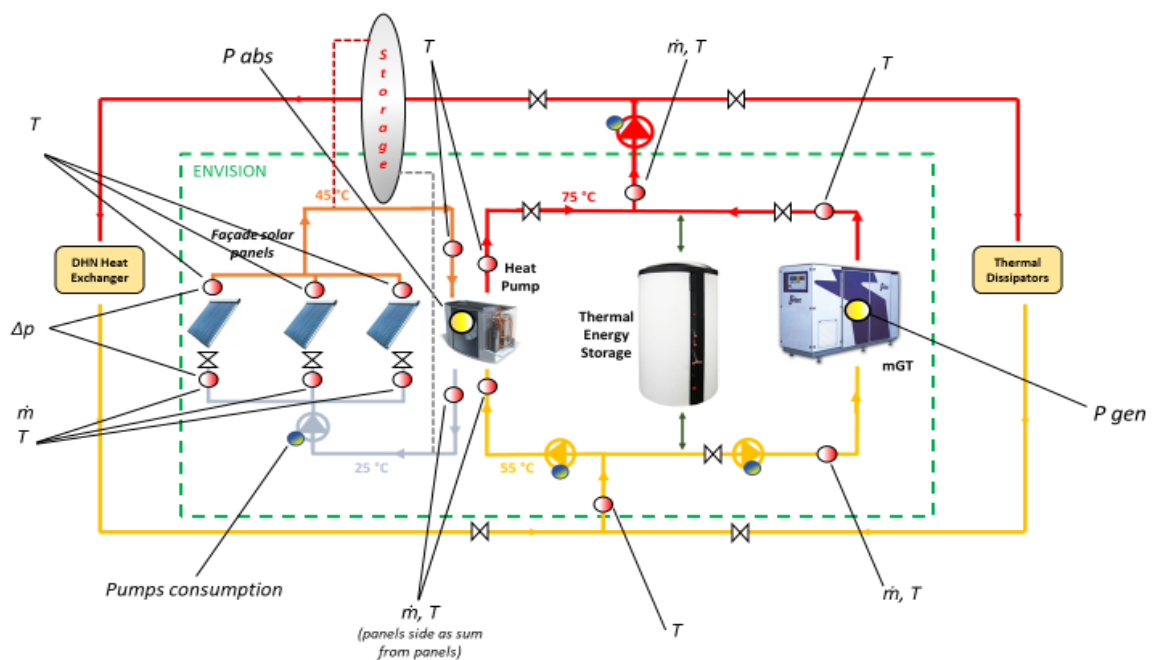 Storage
P abs
T
ṁ, T
T
T
ENVISION
45 °C
75 °C
Façade solar
panels
DHN Heat
Exchanger
Heat
Pump
Thermal
Dissipators
Δp
Thermal
Energy
Storage
mGT
ṁ
T
P gen
25 °C
55 °C
Pumps consumption
ṁ, T
(panels side as sum
from panels)
T
ṁ, T